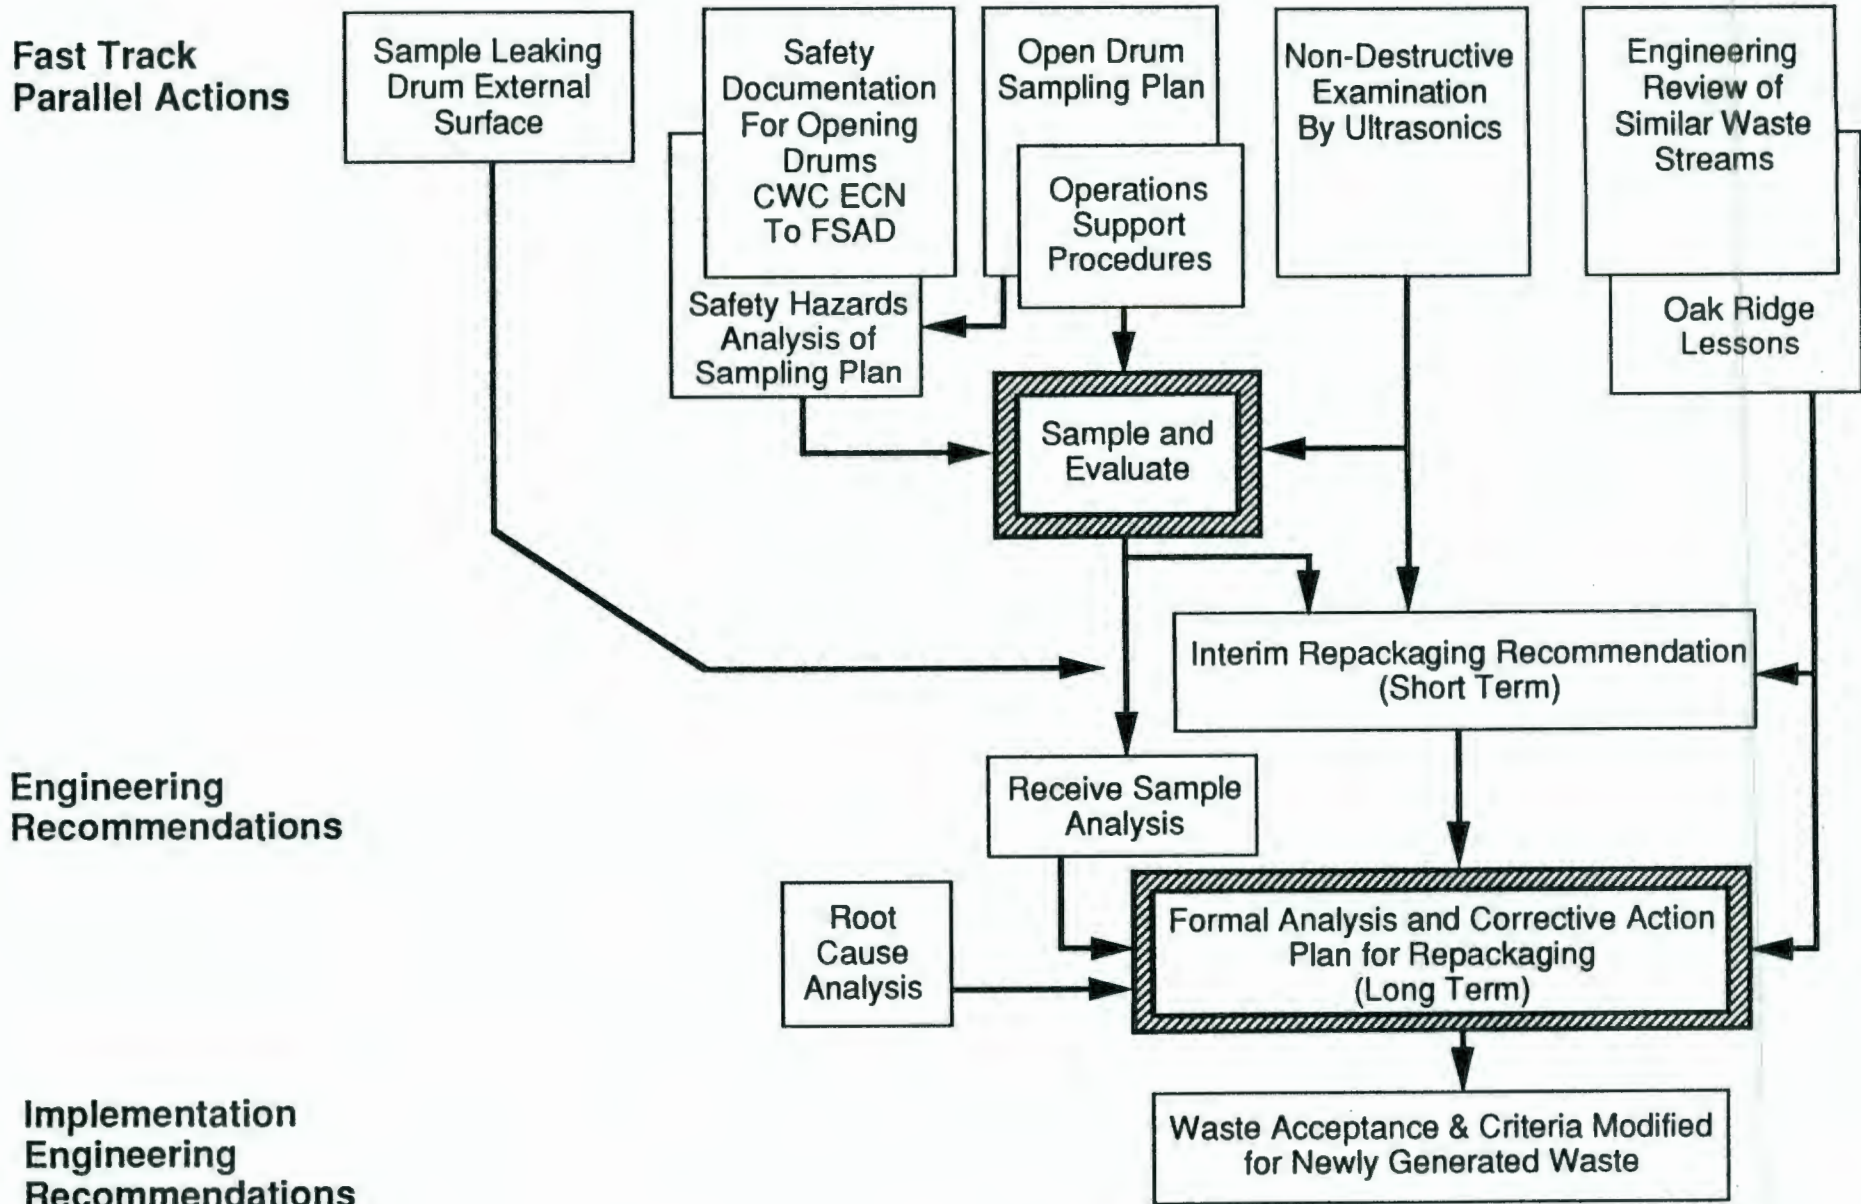 Fast Track
Parallel Actions
Sample Leaking
Drum External
Surface
Safety
Documentation
For Opening
Drums
CWC ECN
To FSAD
Safety Hazards
Analysis of
Sampling Plan
Open Drum
Sampling Plan
Operations
Support
Procedures
Non-Destructive
Examination
By Ultrasonics
Engineering
Review of
Similar Waste
Streams
Oak Ridge
Lessons
Sample and
Evaluate
Interim Repackaging Recommendation
(Short Term)
Engineering
Recommendations
Receive Sample
Analysis
Root
Cause
Analysis
Formal Analysis and Corrective Action
Plan for Repackaging
(Long Term)
Implementation
Engineering
Recommendations
Waste Acceptance & Criteria Modified
for Newly Generated Waste